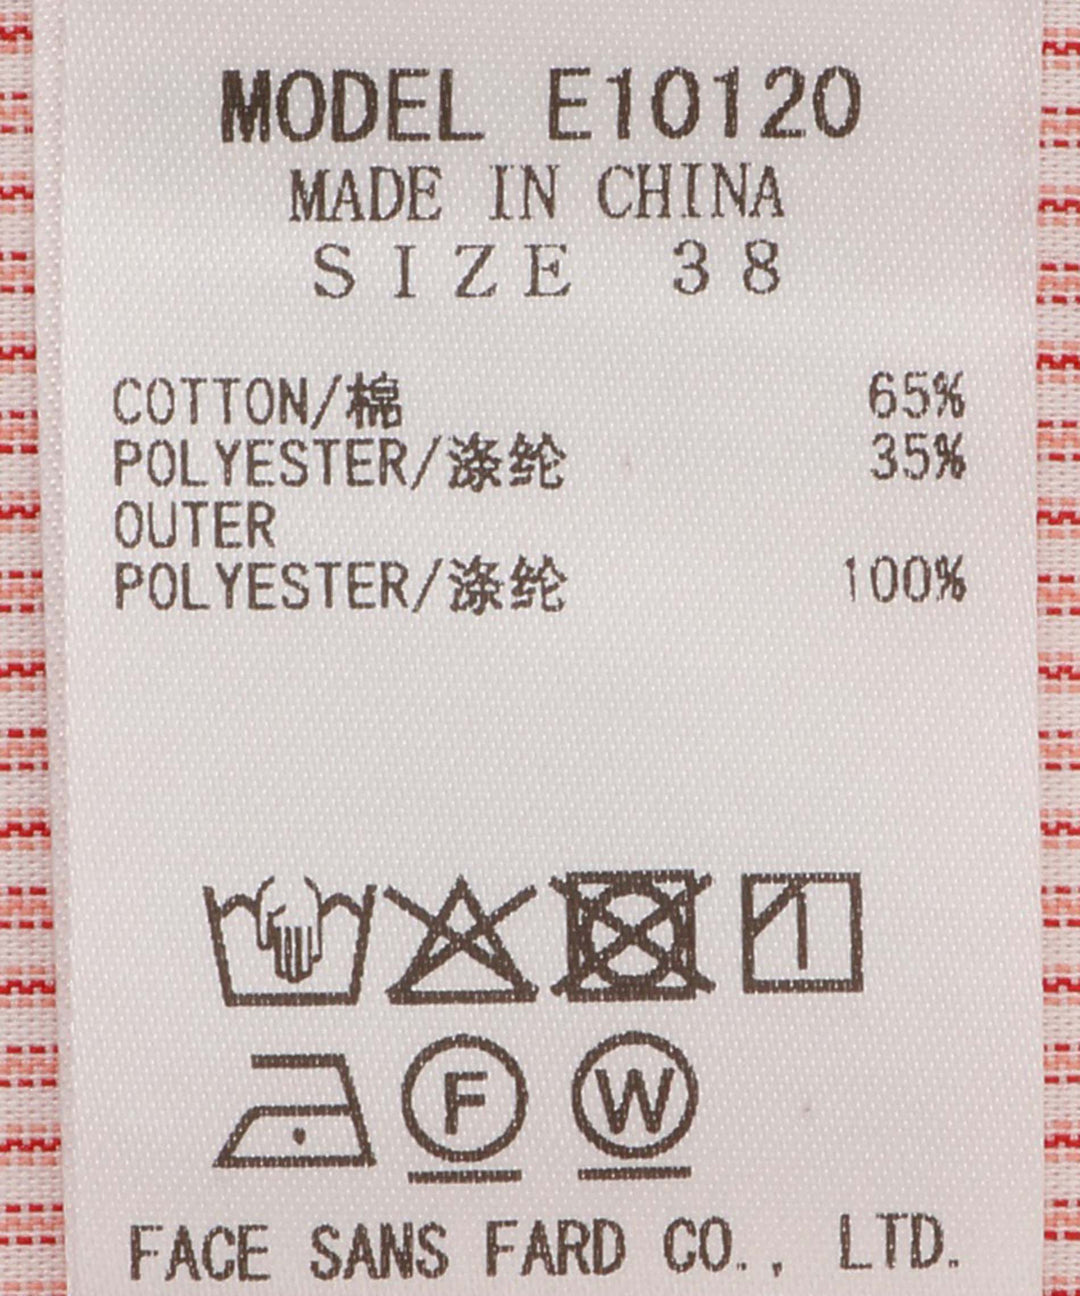 MODEL E10120
MADE IN CHINA
SIZE 38
COTTON/棉 65%
POLYESTER/涤纶 35%
OUTER
POLYESTER/涤纶 100%
F W
FACE SANS FARD CO., LTD.